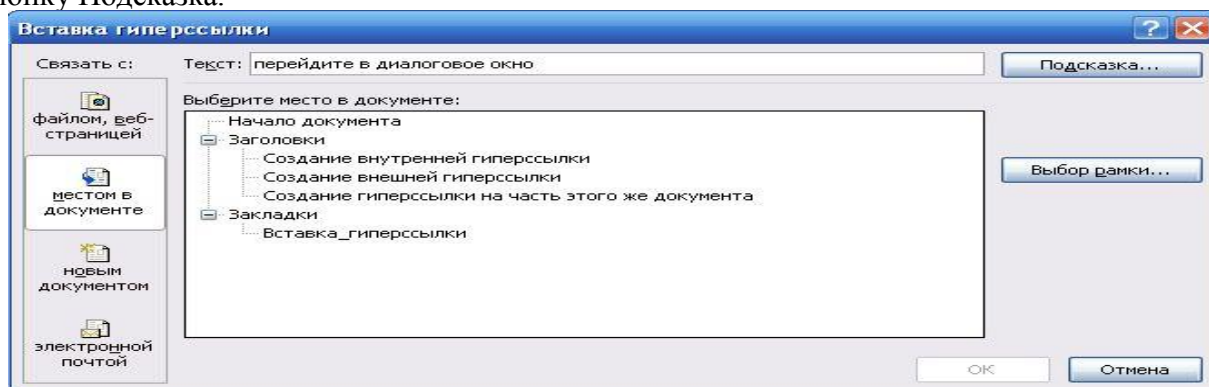 Подсказка.
Вставка гиперссылки
Связать с:
Текст: перейдите в диалоговое окно
Подсказка...
Выберите место в документе:
файлом, веб-
страницей
местом в
документе
новым
документом
электронной
почтой
Начало документа
Заголовки
Создание внутренней гиперссылки
Создание внешней гиперссылки
Создание гиперссылки на часть этого же документа
Закладки
Вставка_гиперссылки
Выбор рамки...
ОК
Отмена